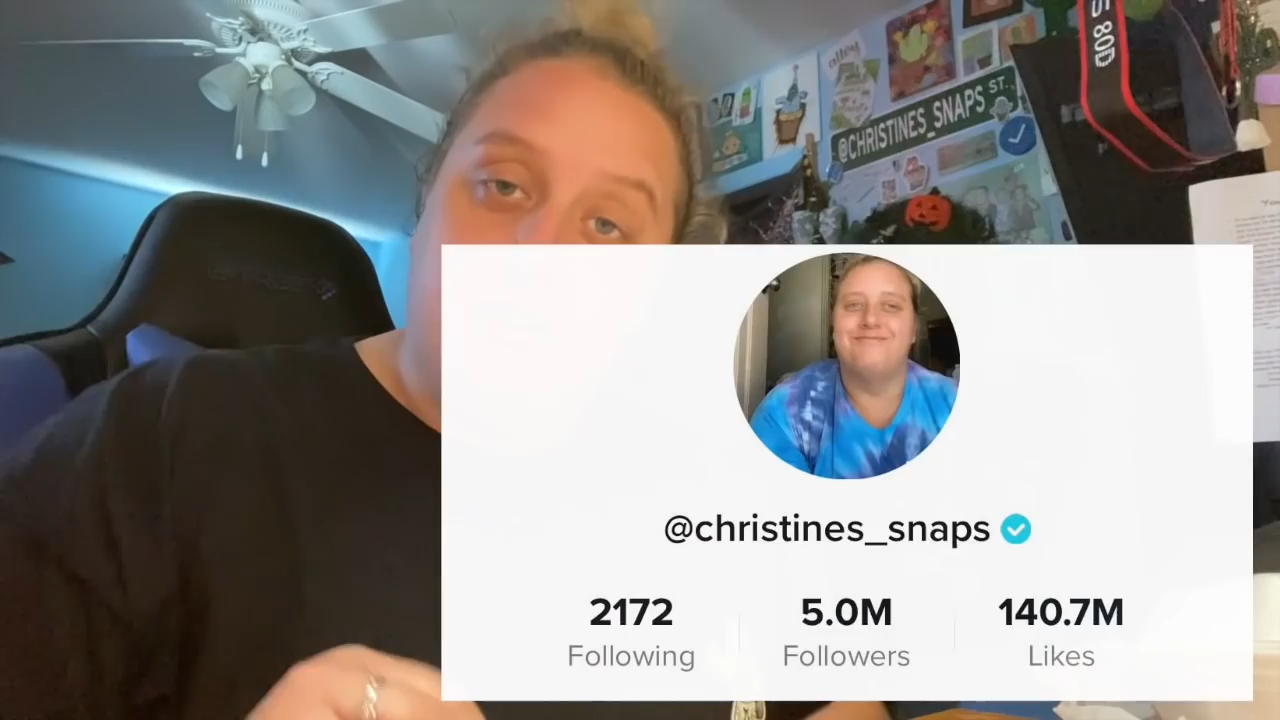 @CHRISTINES_SNAPS ST.
80D
@christines_snaps
2172
5.0M
140.7M
Following
Followers
Likes